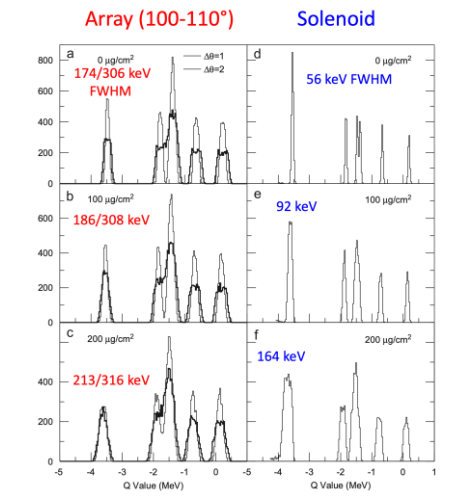 Array (100-110°)
Solenoid
a
0 μg/cm²
Δθ=1
Δθ=2
174/306 keV
FWHM
800
600
400
200
0
d
0 μg/cm²
56 keV FWHM
b
100 μg/cm²
186/308 keV
600
400
200
0
e
100 μg/cm²
92 keV
c
200 μg/cm²
213/316 keV
400
200
0
f
200 μg/cm²
164 keV
-5 -4 -3 -2 -1 0
Q Value (MeV)
-5 -4 -3 -2 -1 0 1
Q Value (MeV)